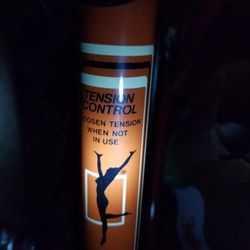 TENSION
CONTROL
LOOSEN TENSION
WHEN NOT
IN USE
®